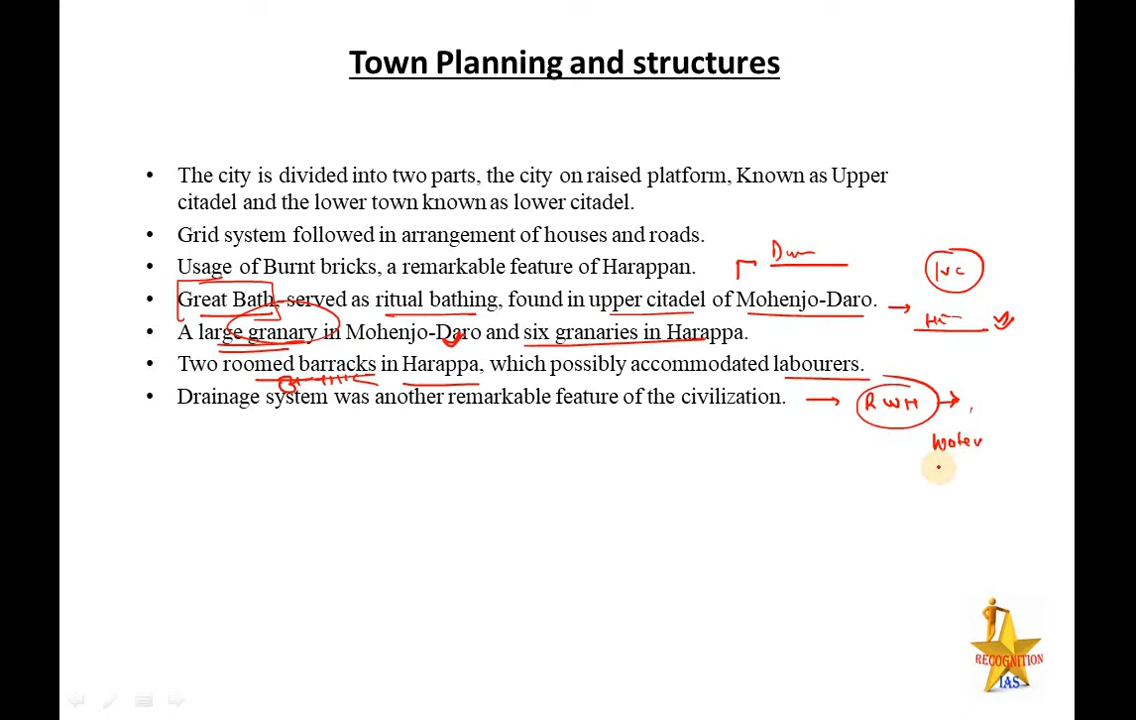 Town Planning and structures
• The city is divided into two parts, the city on raised platform, Known as Upper
citadel and the lower town known as lower citadel.
• Grid system followed in arrangement of houses and roads.
• Usage of Burnt bricks, a remarkable feature of Harappan.
• Great Bath, served as ritual bathing, found in upper citadel of Mohenjo-Daro.
• A large granary in Mohenjo-Daro and six granaries in Harappa.
• Two roomed barracks in Harappa, which possibly accommodated labourers.
• Drainage system was another remarkable feature of the civilization.
IVC
RWH
Water
RECOGNITION
IAS